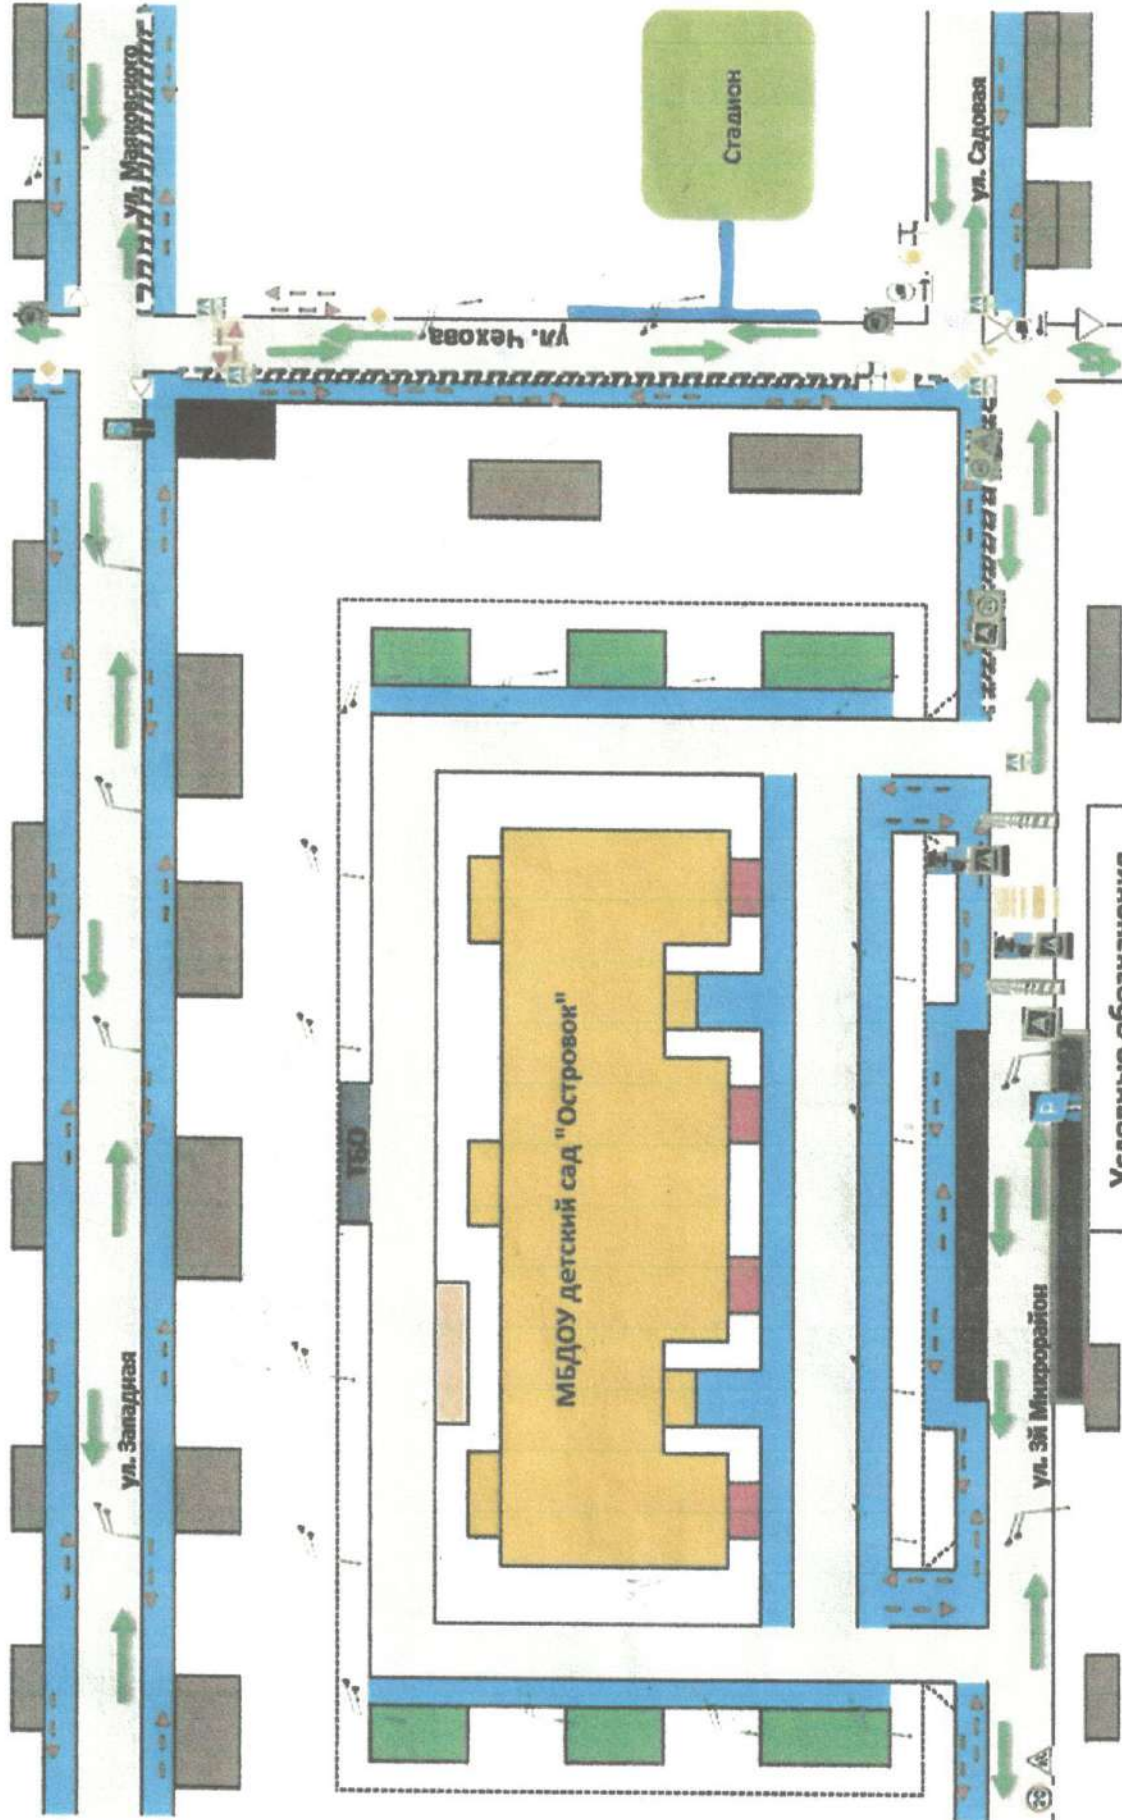 ул. Маяковского
Стадион
ул. Садовая
ул. Чехова
ТБО
МБДОУ детский сад "Островок"
ул. Западная
P
ул. 3й Микрорайон
Условные обозначения